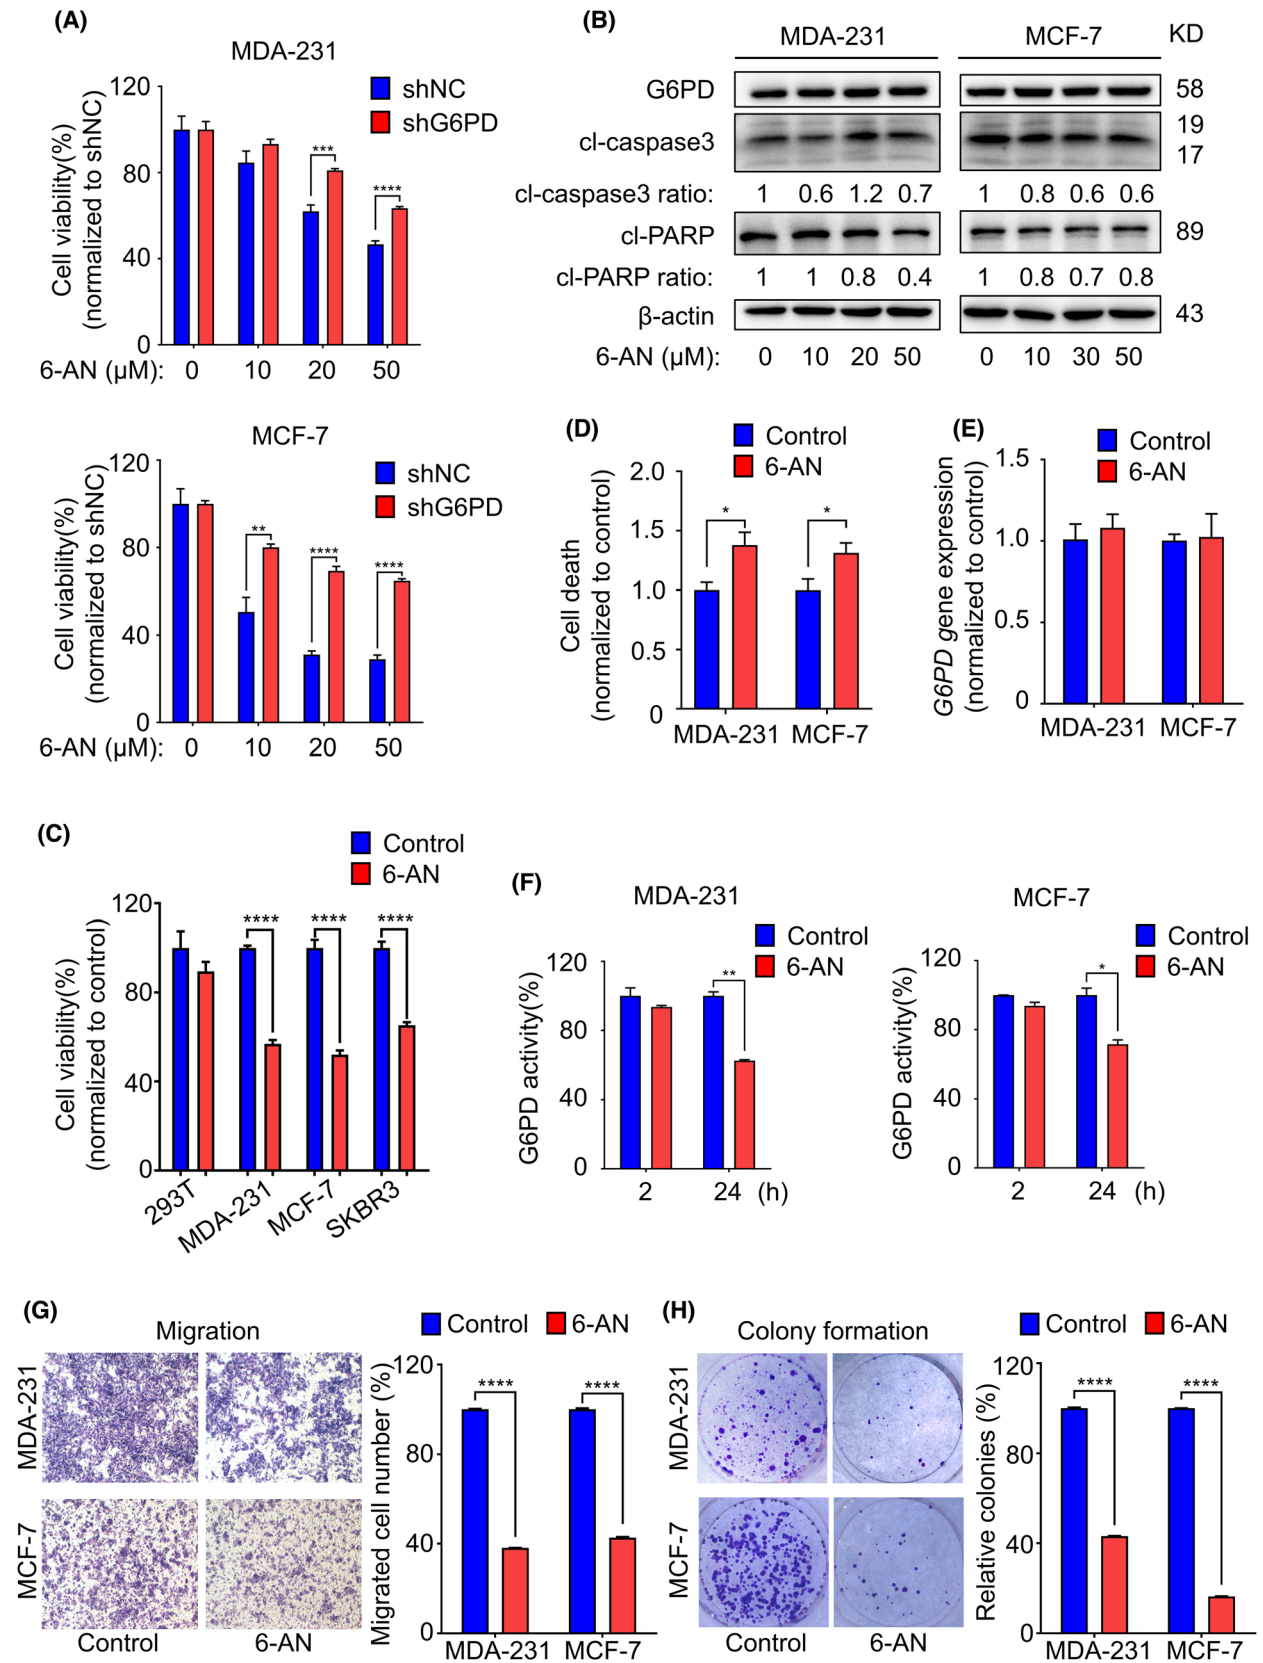 (A)
MDA-231
shNC
shG6PD
Cell viability(%)
(normalized to shNC)
120
80
40
0
***
****
6-AN (µM): 0 10 20 50
MCF-7
shNC
shG6PD
Cell viability(%)
(normalized to shNC)
120
80
40
0
**
****
****
6-AN (µM): 0 10 20 50
(B)
MDA-231 MCF-7 KD
G6PD 58
cl-caspase3 19
17
cl-caspase3 ratio: 1 0.6 1.2 0.7 1 0.8 0.6 0.6
cl-PARP 89
cl-PARP ratio: 1 1 0.8 0.4 1 0.8 0.7 0.8
β-actin 43
6-AN (µM): 0 10 20 50 0 10 30 50
(D)
Control
6-AN
Cell death
(normalized to control)
2.0
1.5
1.0
0.5
0
*
*
MDA-231 MCF-7
(E)
Control
6-AN
G6PD gene expression
(normalized to control)
1.5
1.0
0.5
0
MDA-231 MCF-7
(C)
Control
6-AN
Cell viability(%)
(normalized to control)
120
80
40
0
****
****
****
293T
MDA-231
MCF-7
SKBR3
(F)
MDA-231
Control
6-AN
G6PD activity(%)
120
80
40
0
**
2 24 (h)
MCF-7
Control
6-AN
G6PD activity(%)
120
80
40
0
*
2 24 (h)
(G)
Migration
MDA-231
MCF-7
Control 6-AN
Control 6-AN
Migrated cell number (%)
120
80
40
0
****
****
MDA-231 MCF-7
(H)
Colony formation
MDA-231
MCF-7
Control 6-AN
Control 6-AN
Relative colonies (%)
120
80
40
0
****
****
MDA-231 MCF-7